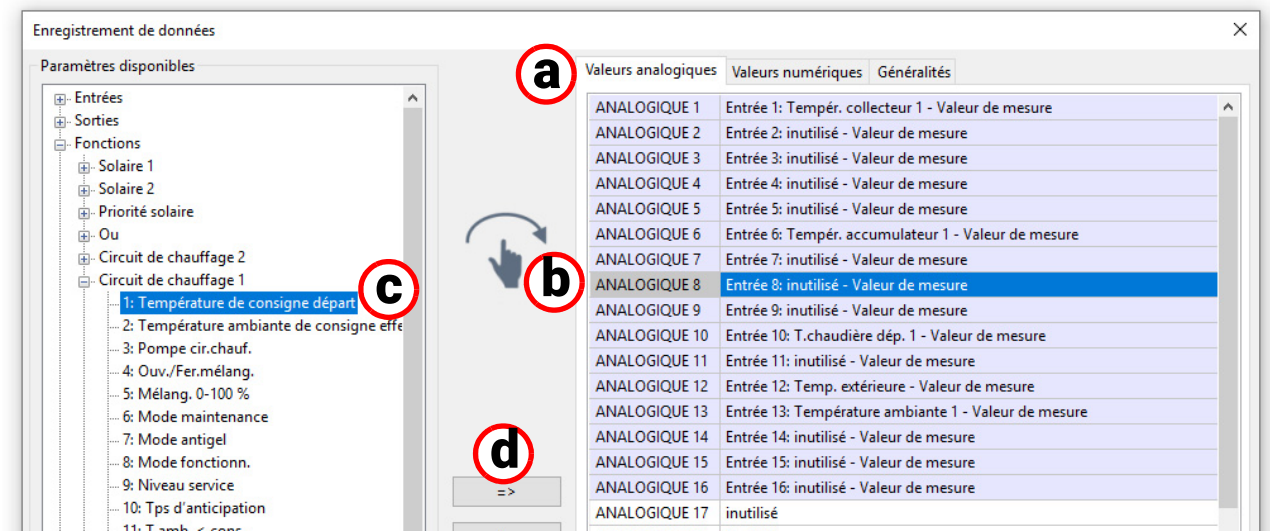 Enregistrement de données
Paramètres disponibles
Entrées
Sorties
Fonctions
Solaire 1
Solaire 2
Priorité solaire
Ou
Circuit de chauffage 2
Circuit de chauffage 1
1: Température de consigne départ
2: Température ambiante de consigne effe
3: Pompe cir.chauf.
4: Ouv./Fer.mélang.
5: Mélang. 0-100 %
6: Mode maintenance
7: Mode antigel
8: Mode fonctionn.
9: Niveau service
10: Tps d'anticipation
c
b
d
=>
a
Valeurs analogiques Valeurs numériques Généralités
ANALOGIQUE 1 Entrée 1: Tempér. collecteur 1 - Valeur de mesure
ANALOGIQUE 2 Entrée 2: inutilisé - Valeur de mesure
ANALOGIQUE 3 Entrée 3: inutilisé - Valeur de mesure
ANALOGIQUE 4 Entrée 4: inutilisé - Valeur de mesure
ANALOGIQUE 5 Entrée 5: inutilisé - Valeur de mesure
ANALOGIQUE 6 Entrée 6: Tempér. accumulateur 1 - Valeur de mesure
ANALOGIQUE 7 Entrée 7: inutilisé - Valeur de mesure
ANALOGIQUE 8 Entrée 8: inutilisé - Valeur de mesure
ANALOGIQUE 9 Entrée 9: inutilisé - Valeur de mesure
ANALOGIQUE 10 Entrée 10: T.chaudière dép. 1 - Valeur de mesure
ANALOGIQUE 11 Entrée 11: inutilisé - Valeur de mesure
ANALOGIQUE 12 Entrée 12: Temp. extérieure - Valeur de mesure
ANALOGIQUE 13 Entrée 13: Température ambiante 1 - Valeur de mesure
ANALOGIQUE 14 Entrée 14: inutilisé - Valeur de mesure
ANALOGIQUE 15 Entrée 15: inutilisé - Valeur de mesure
ANALOGIQUE 16 Entrée 16: inutilisé - Valeur de mesure
ANALOGIQUE 17 inutilisé